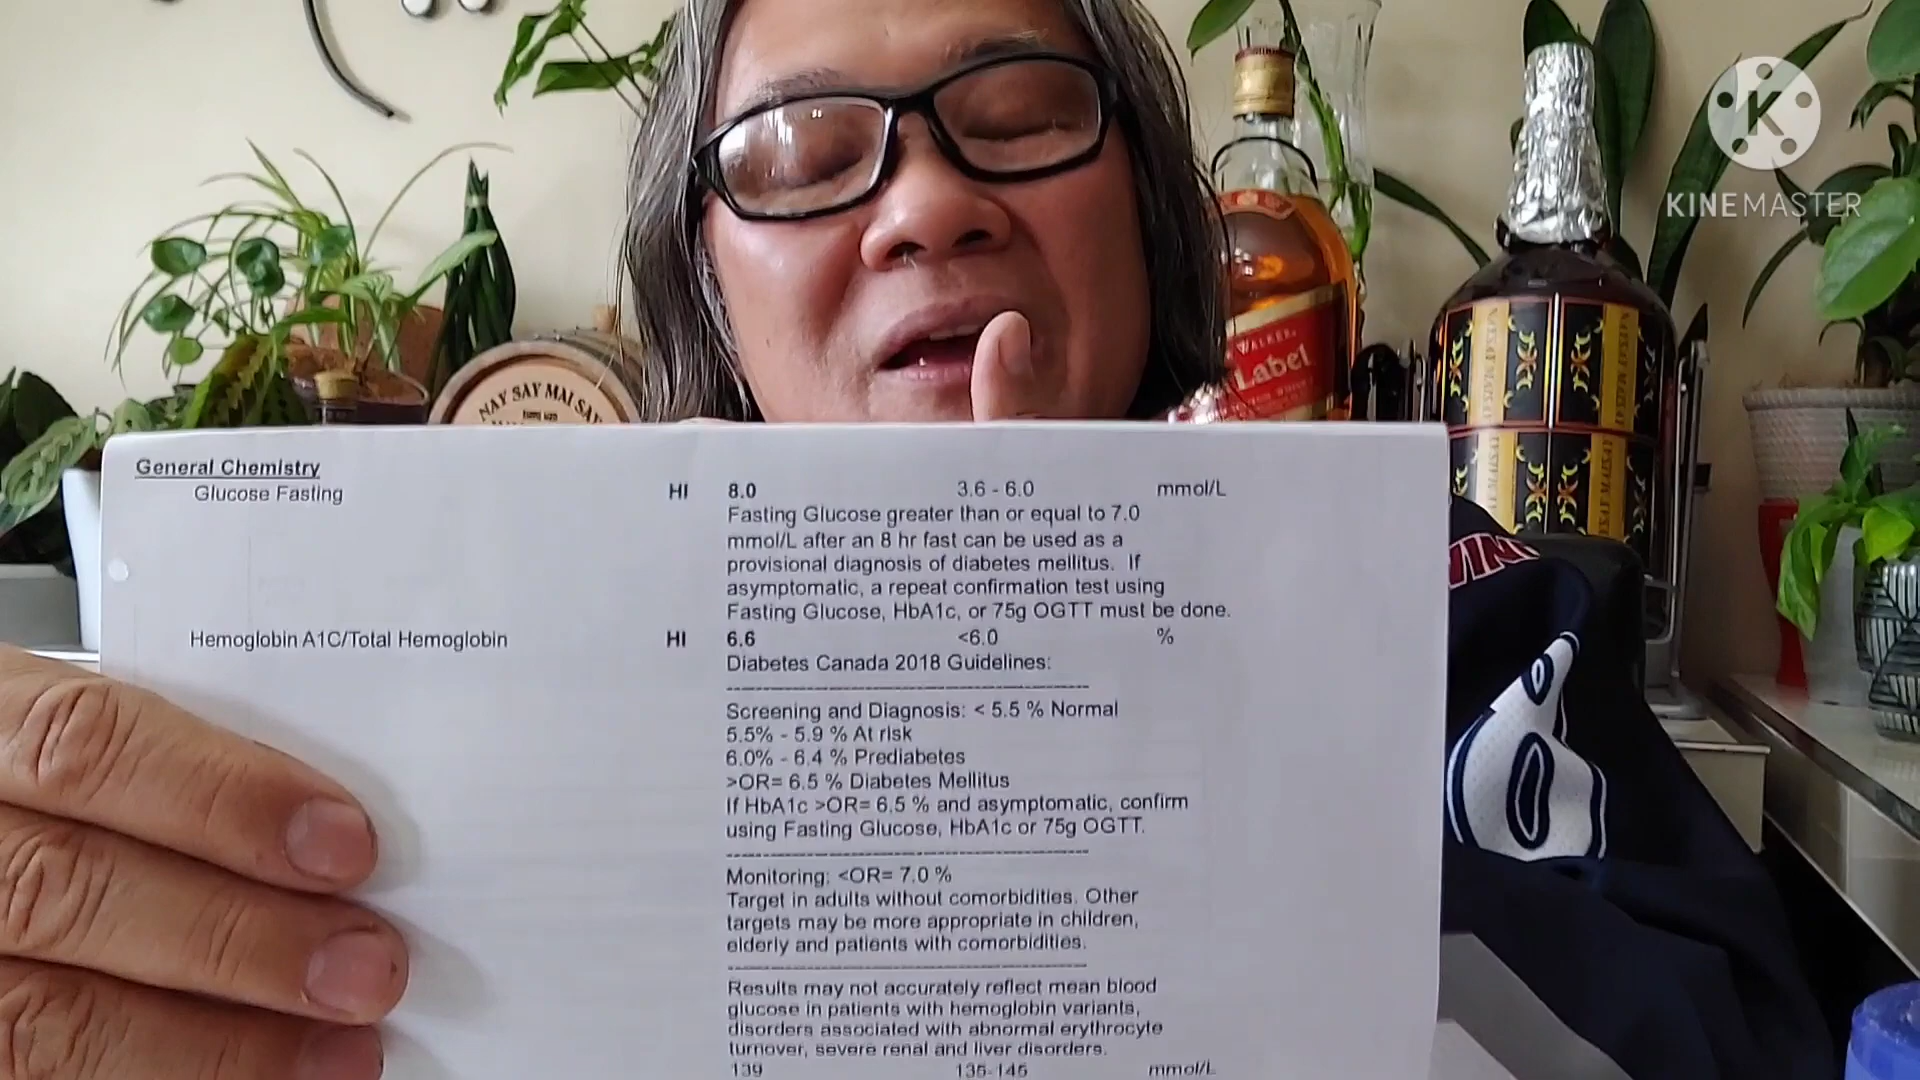 KINEMASTER
NAY SAY MAI SAY
WALKER.
Label
General Chemistry
Glucose Fasting HI 8.0 3.6 - 6.0 mmol/L
Fasting Glucose greater than or equal to 7.0
mmol/L after an 8 hr fast can be used as a
provisional diagnosis of diabetes mellitus. If
asymptomatic, a repeat confirmation test using
Fasting Glucose, HbA1c, or 75g OGTT must be done.
Hemoglobin A1C/Total Hemoglobin HI 6.6 <6.0 %
Diabetes Canada 2018 Guidelines:
Screening and Diagnosis: < 5.5 % Normal
5.5% - 5.9 % At risk
6.0% - 6.4 % Prediabetes
>OR= 6.5 % Diabetes Mellitus
If HbA1c >OR= 6.5 % and asymptomatic, confirm
using Fasting Glucose, HbA1c or 75g OGTT.
Monitoring: <OR= 7.0 %
Target in adults without comorbidities. Other
targets may be more appropriate in children,
elderly and patients with comorbidities.
Results may not accurately reflect mean blood
glucose in patients with hemoglobin variants,
disorders associated with abnormal erythrocyte
turnover, severe renal and liver disorders.
139 135-145 mmol/L